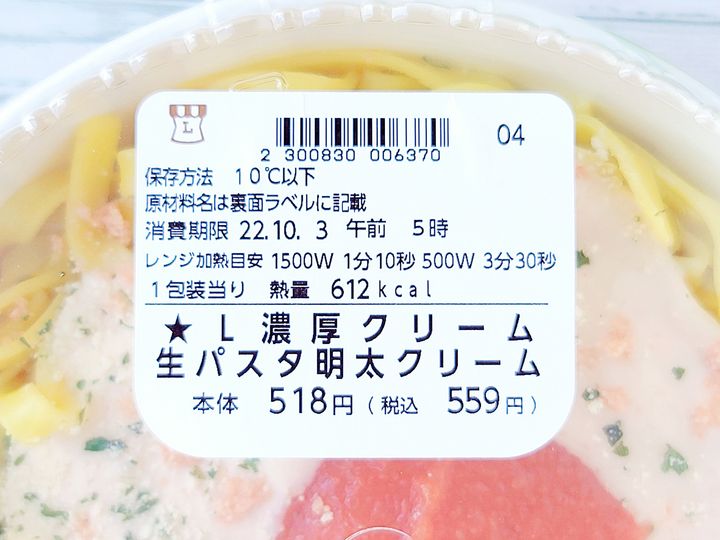 L
04
2 300830 006370
保存方法 10℃以下
原材料名は裏面ラベルに記載
消費期限 22.10. 3 午前 5時
レンジ加熱目安 1500W 1分10秒 500W 3分30秒
1包装当り 熱量 612kcal
★L濃厚クリーム
生パスタ明太クリーム
本体 518円(税込 559円)